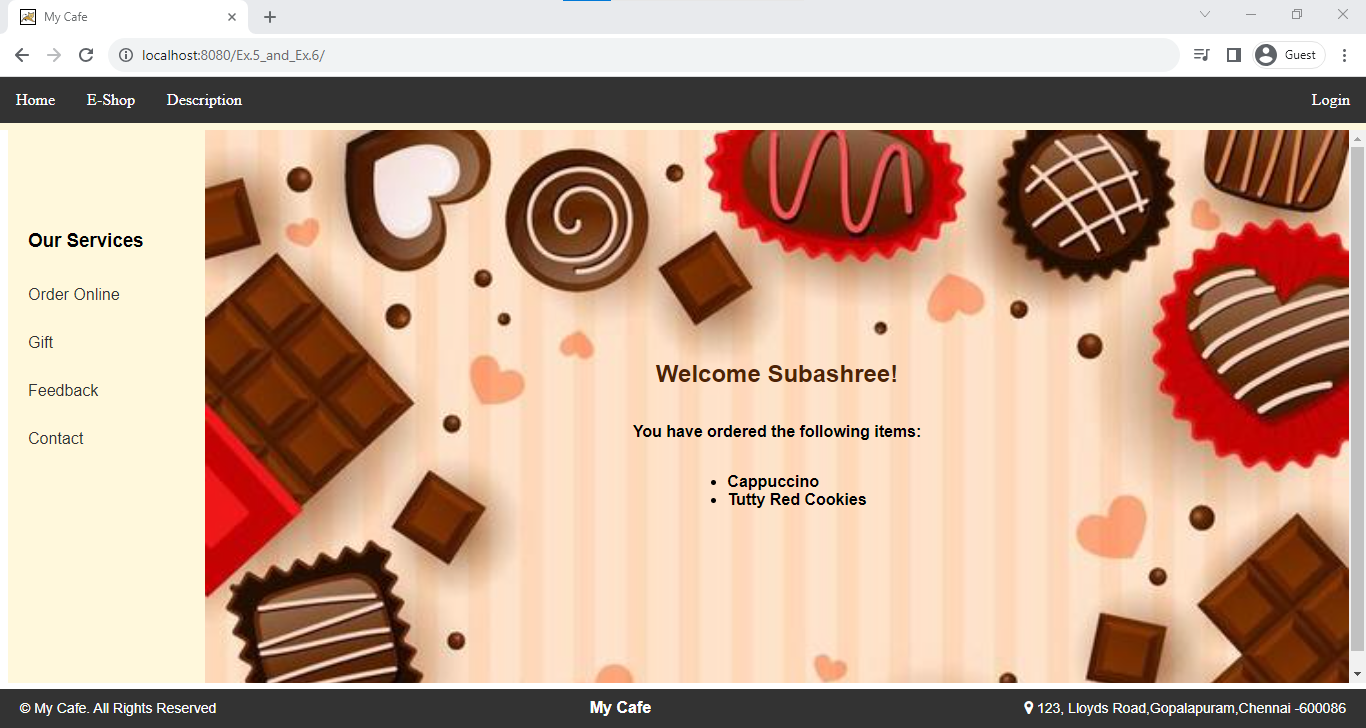 My Cafe
localhost:8080/Ex.5_and_Ex.6/
Guest
Home E-Shop Description Login
Our Services
Order Online
Gift
Feedback
Contact
Welcome Subashree!
You have ordered the following items:
• Cappuccino
• Tutty Red Cookies
© My Cafe. All Rights Reserved My Cafe 123, Lloyds Road,Gopalapuram,Chennai -600086